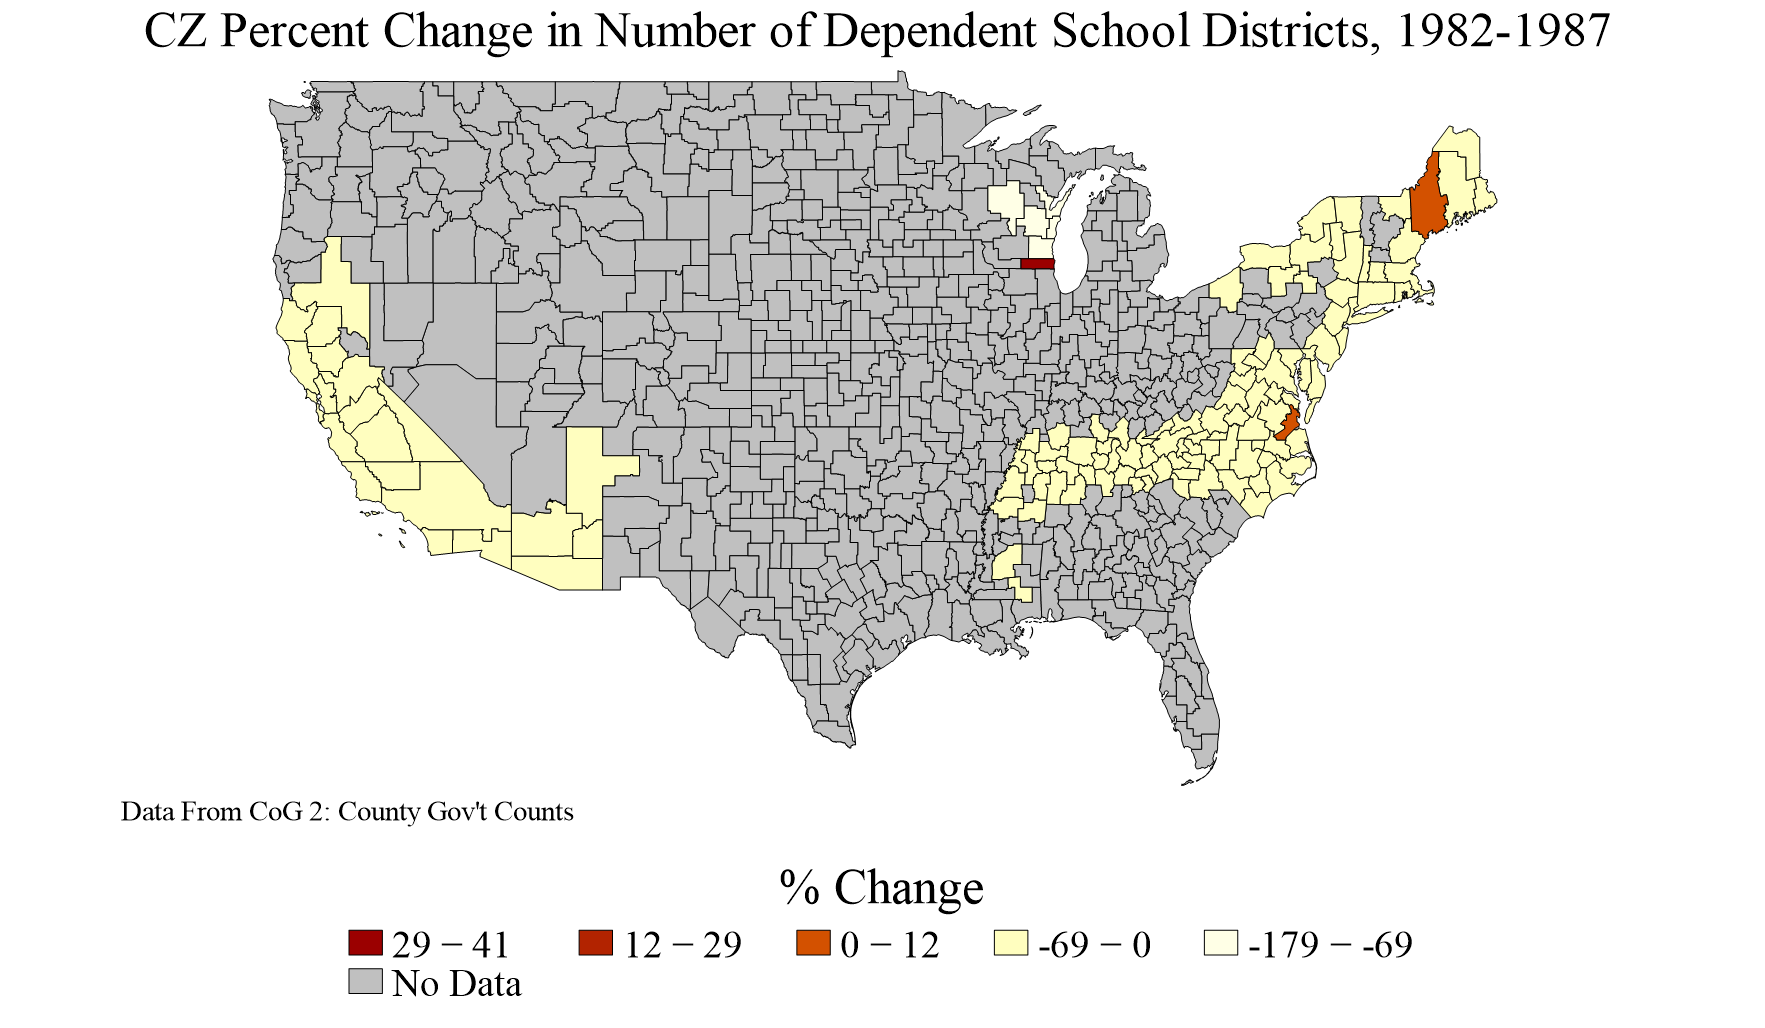 CZ Percent Change in Number of Dependent School Districts, 1982-1987
Data From CoG 2: County Gov't Counts
% Change
29 − 41 12 − 29 0 − 12 -69 − 0 -179 − -69
No Data